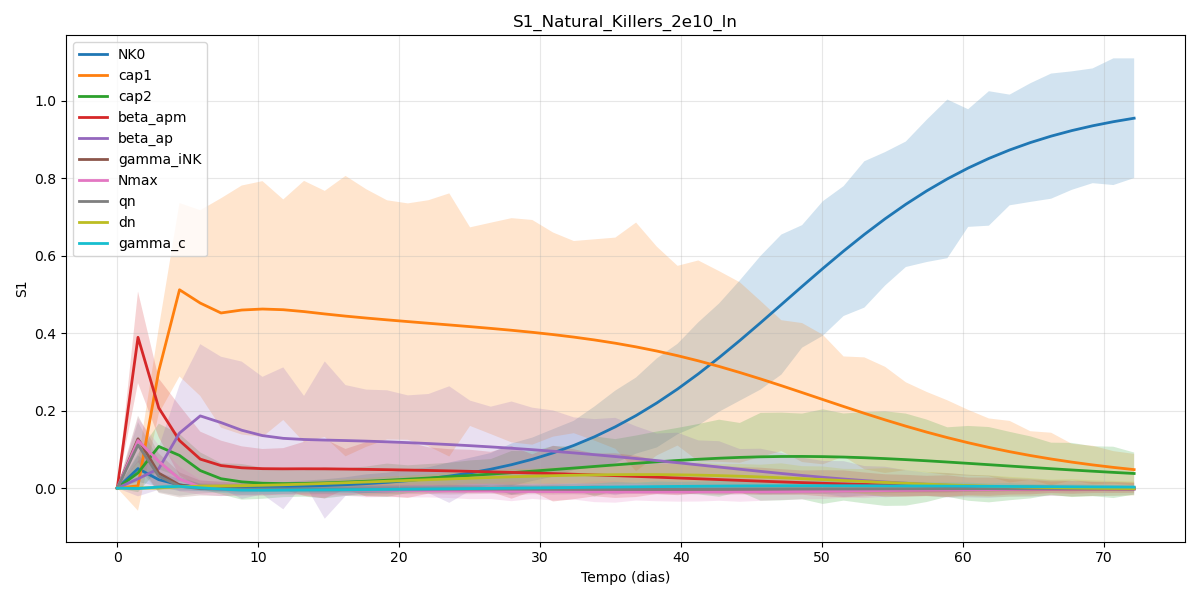 S1_Natural_Killers_2e10_ln
NK0
cap1
cap2
beta_apm
beta_ap
gamma_iNK
Nmax
qn
dn
gamma_c
S1
1.0
0.8
0.6
0.4
0.2
0.0
0 10 20 30 40 50 60 70
Tempo (dias)